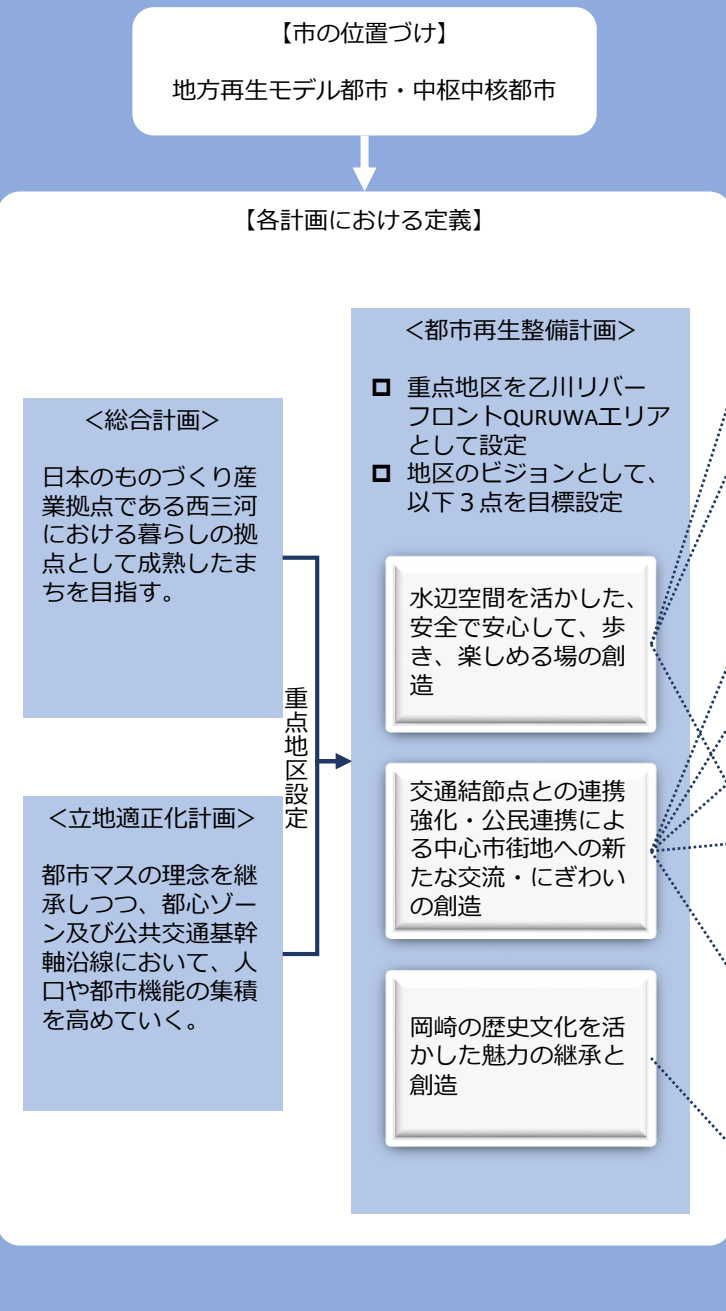 【市の位置づけ】
地方再生モデル都市・中枢中核都市
【各計画における定義】
＜総合計画＞
日本のものづくり産
業拠点である西三河
における暮らしの拠
点として成熟したま
ちを目指す。
＜立地適正化計画＞
都市マスの理念を継
承しつつ、都心ゾー
ン及び公共交通基幹
軸沿線において、人
口や都市機能の集積
を高めていく。
重点地区設定
＜都市再生整備計画＞
重点地区を乙川リバー
フロントQURUWAエリア
として設定
地区のビジョンとして、
以下３点を目標設定
水辺空間を活かした、
安全で安心して、歩
き、楽しめる場の創
造
交通結節点との連携
強化・公民連携によ
る中心市街地への新
たな交流・にぎわい
の創造
岡崎の歴史文化を活
かした魅力の継承と
創造